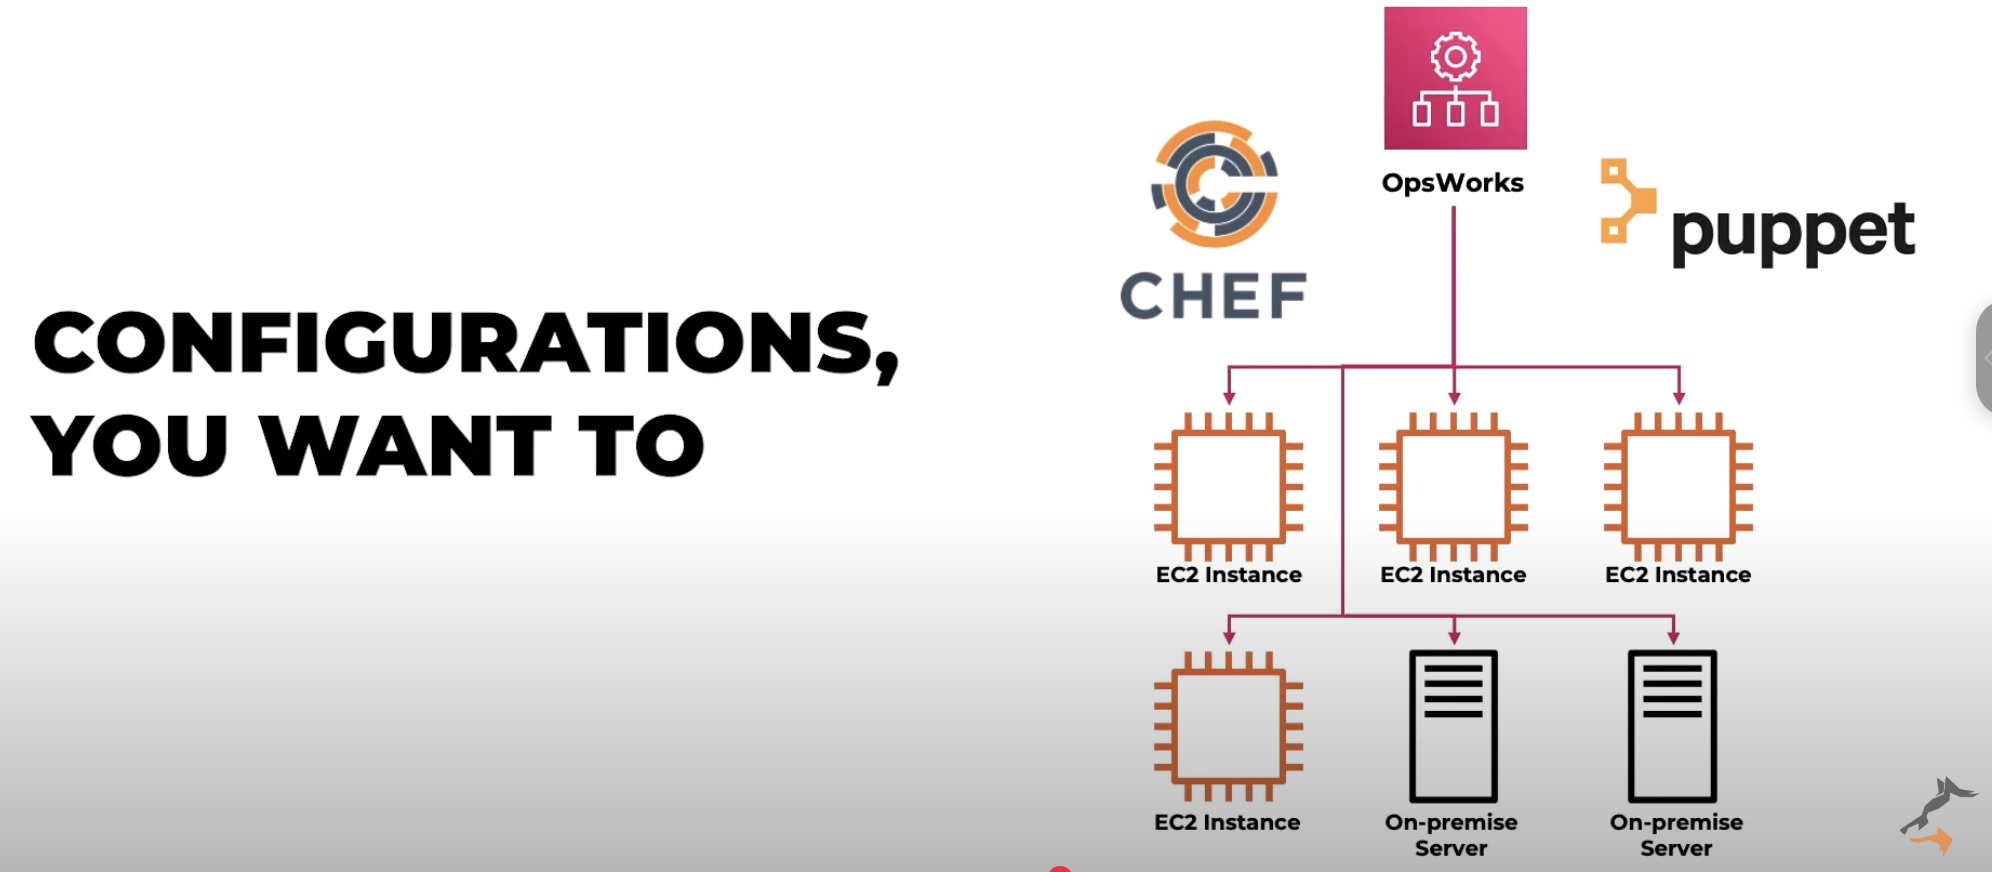 CONFIGURATIONS,
YOU WANT TO
OpsWorks
CHEF
puppet
EC2 Instance
EC2 Instance
EC2 Instance
EC2 Instance
On-premise
Server
On-premise
Server